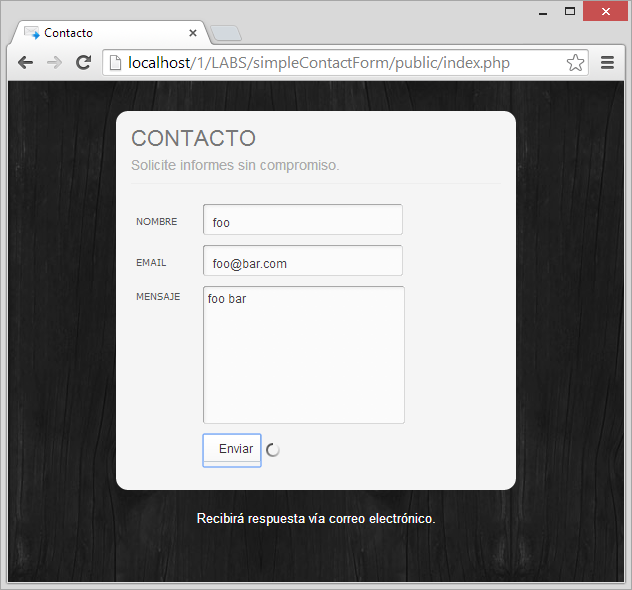 Contacto
localhost/1/LABS/simpleContactForm/public/index.php
CONTACTO
Solicite informes sin compromiso.
NOMBRE
foo
EMAIL
foo@bar.com
MENSAJE
foo bar
Enviar
Recibirá respuesta vía correo electrónico.